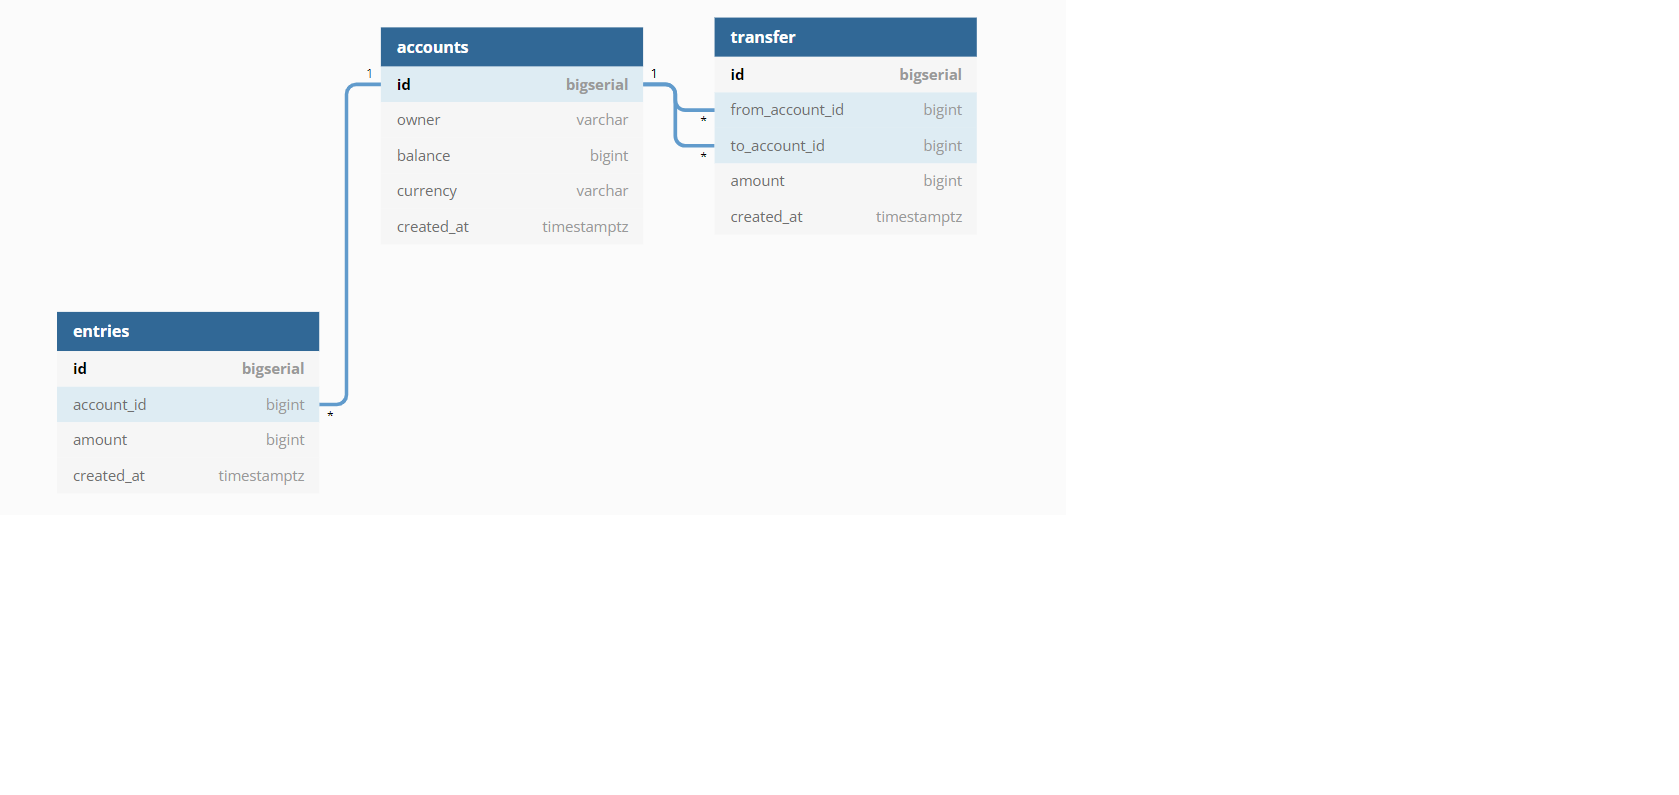 accounts
1 id bigserial 1
owner varchar
balance bigint
currency varchar
created_at timestamptz
transfer
id bigserial
from_account_id bigint
*
to_account_id bigint
*
amount bigint
created_at timestamptz
entries
id bigserial
account_id bigint
*
amount bigint
created_at timestamptz